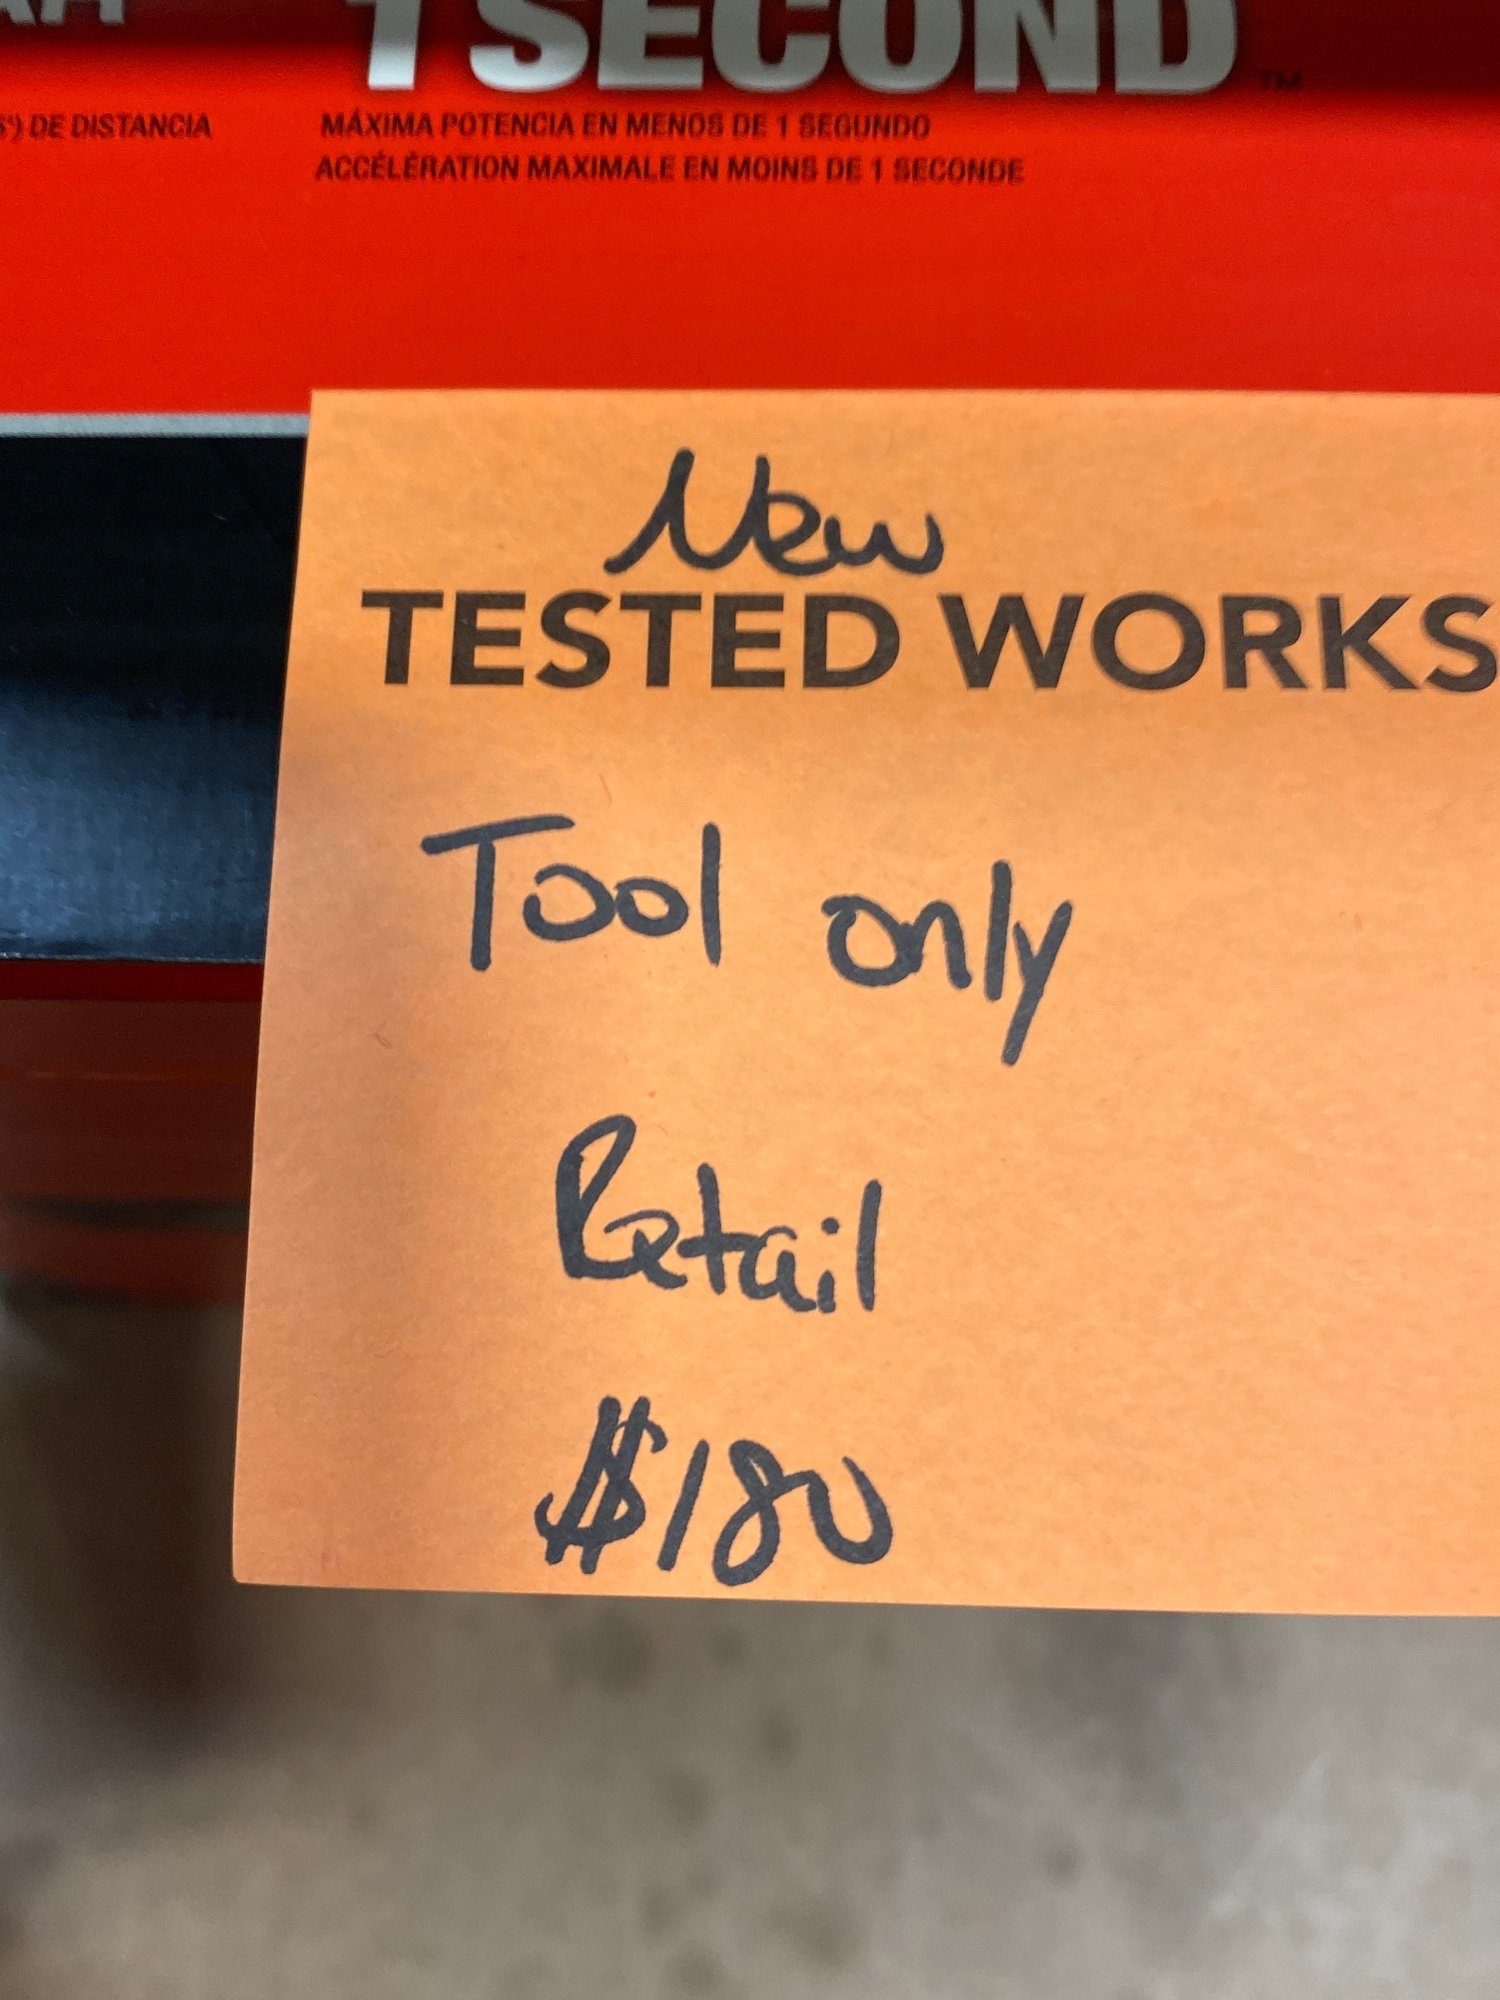 1 SECOND ™
DE DISTANCIA
MÁXIMA POTENCIA EN MENOS DE 1 SEGUNDO
ACCÉLÉRATION MAXIMALE EN MOINS DE 1 SECONDE
New
TESTED WORKS
Tool only
Retail
$180